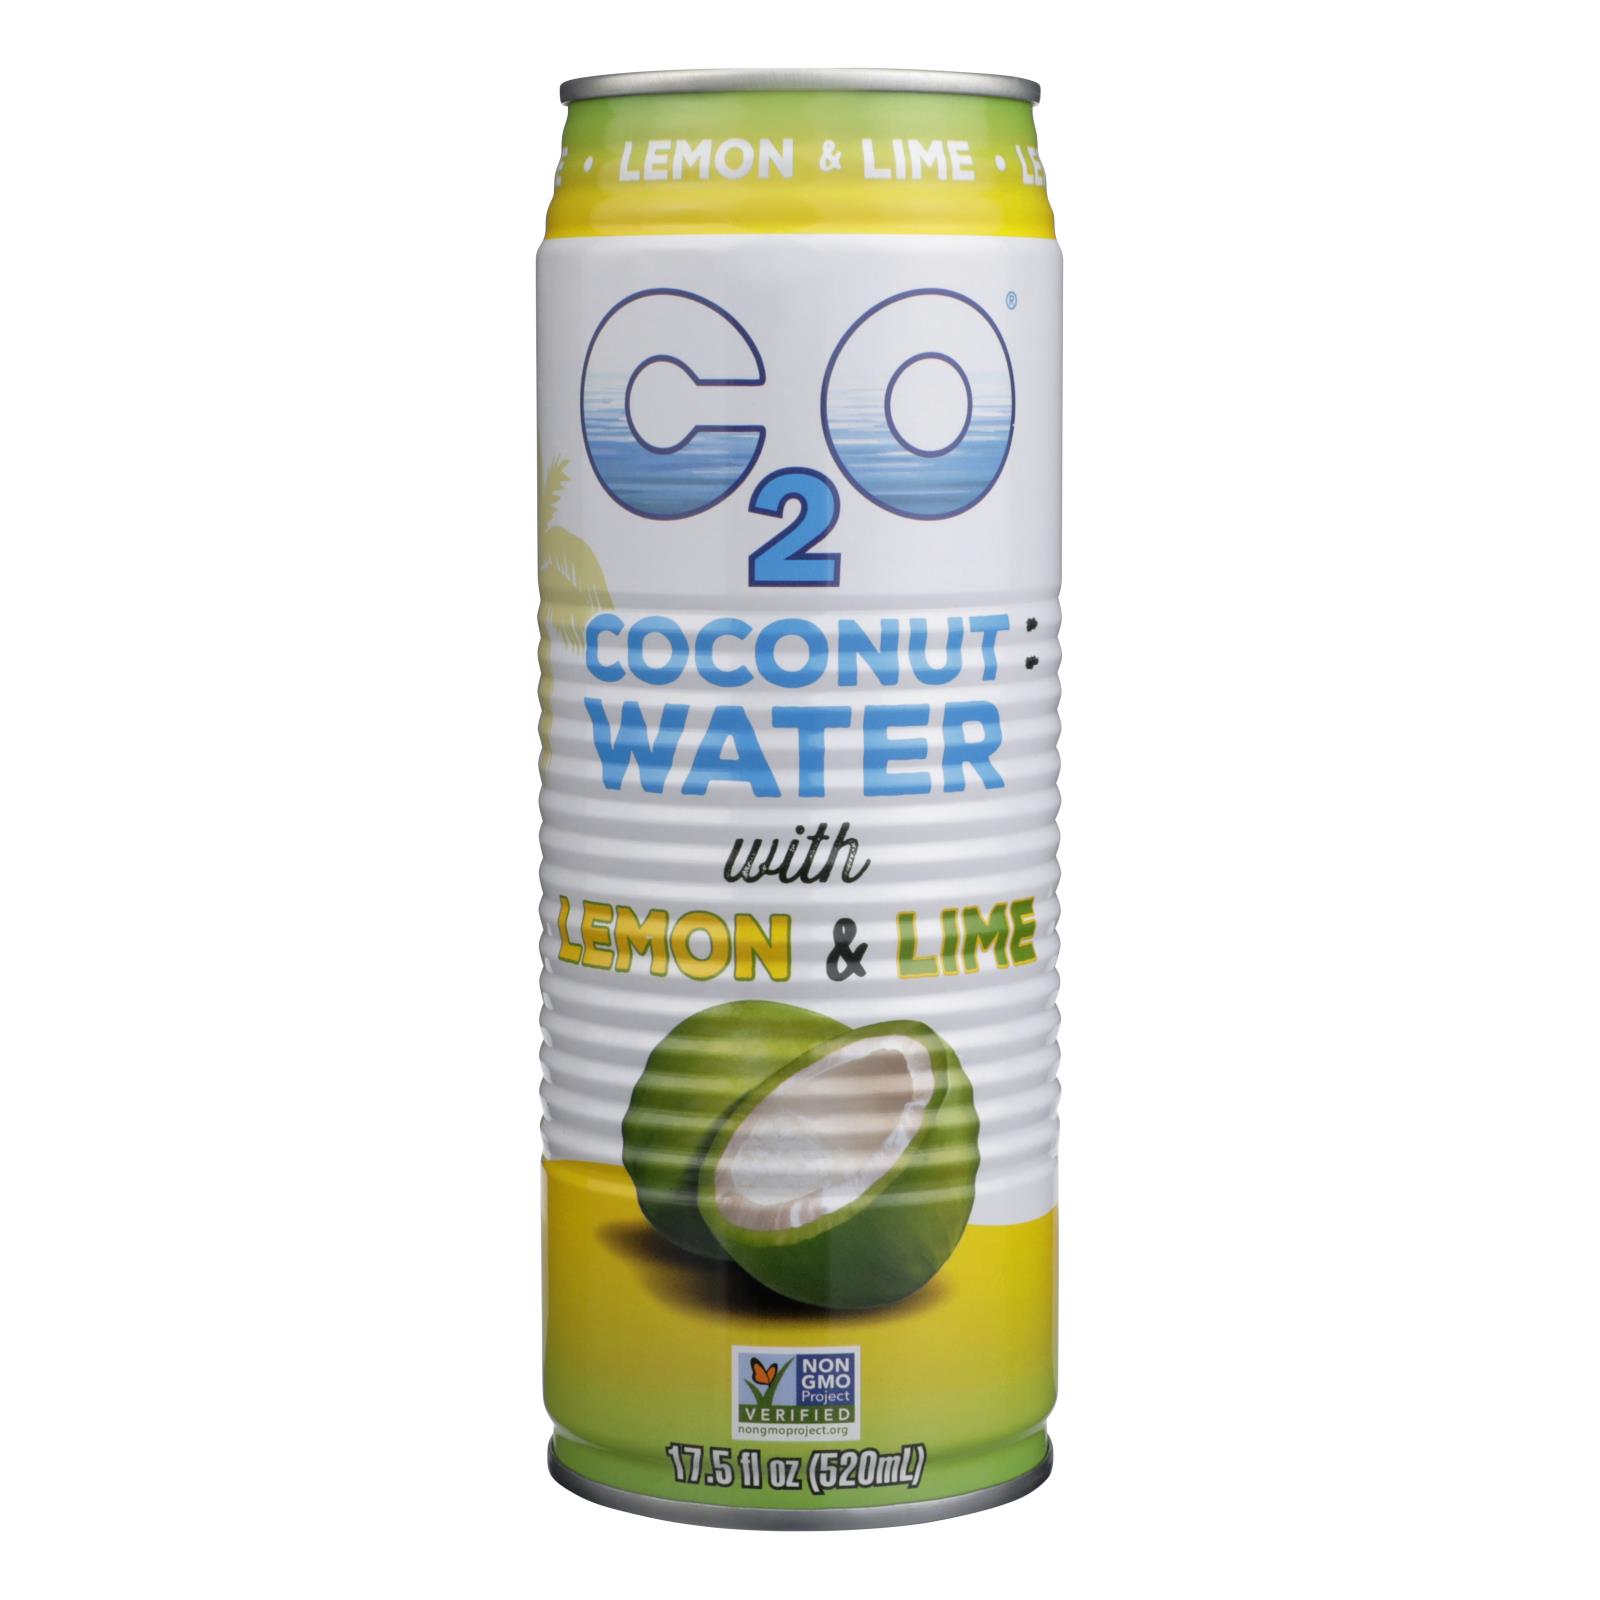 E • LEMON & LIME • LE
C2O®
COCONUT
WATER
with
LEMON & LIME
NON
GMO
Project
VERIFIED
nongmoproject.org
17.5 fl oz (520mL)